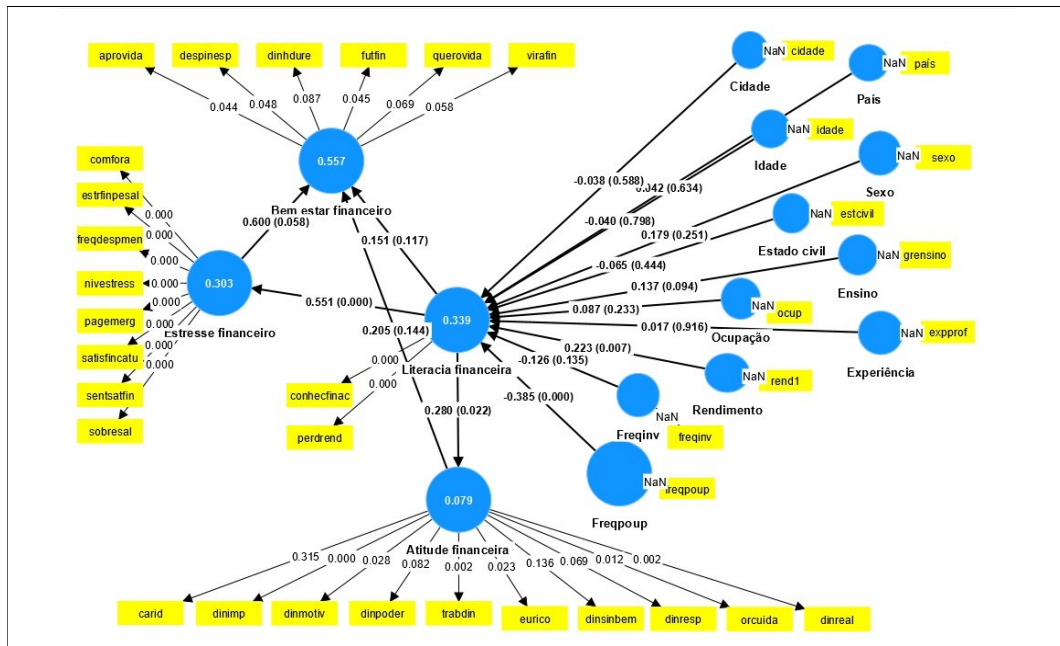 aprovida
despinesp
dinhdure
futfin
querovida
virafin
0.044
0.048
0.087
0.045
0.069
0.058
0.557
Bem estar financeiro
NaN
cidade
Cidade
NaN
país
País
NaN
idade
Idade
NaN
sexo
Sexo
NaN
estcivil
Estado civil
NaN
grensino
Ensino
NaN
ocup
Ocupação
NaN
expprof
Experiência
NaN
rend1
Rendimento
NaN
freqinv
Freqinv
NaN
freqpoup
Freqpoup
-0.038 (0.588)
0.042 (0.634)
-0.040 (0.798)
0.179 (0.251)
-0.065 (0.444)
0.137 (0.094)
0.087 (0.233)
0.017 (0.916)
0.223 (0.007)
-0.126 (0.135)
-0.385 (0.000)
comfora
estrfinpesal
freqdespmen
nivestress
pagemerg
satisfincatu
sentsatfin
sobresal
0.000
0.000
0.000
0.000
0.000
0.000
0.000
0.000
0.303
Estresse financeiro
0.600 (0.058)
0.151 (0.117)
0.551 (0.000)
0.205 (0.144)
0.339
Literacia financeira
0.000
0.000
conhecfinac
perdrend
0.280 (0.022)
0.079
Atitude financeira
0.315
0.000
0.028
0.082
0.002
0.023
0.136
0.069
0.012
0.002
carid
dinimp
dinmotiv
dinpoder
trabdin
eurico
dinsinbem
dinresp
orcuida
dinreal